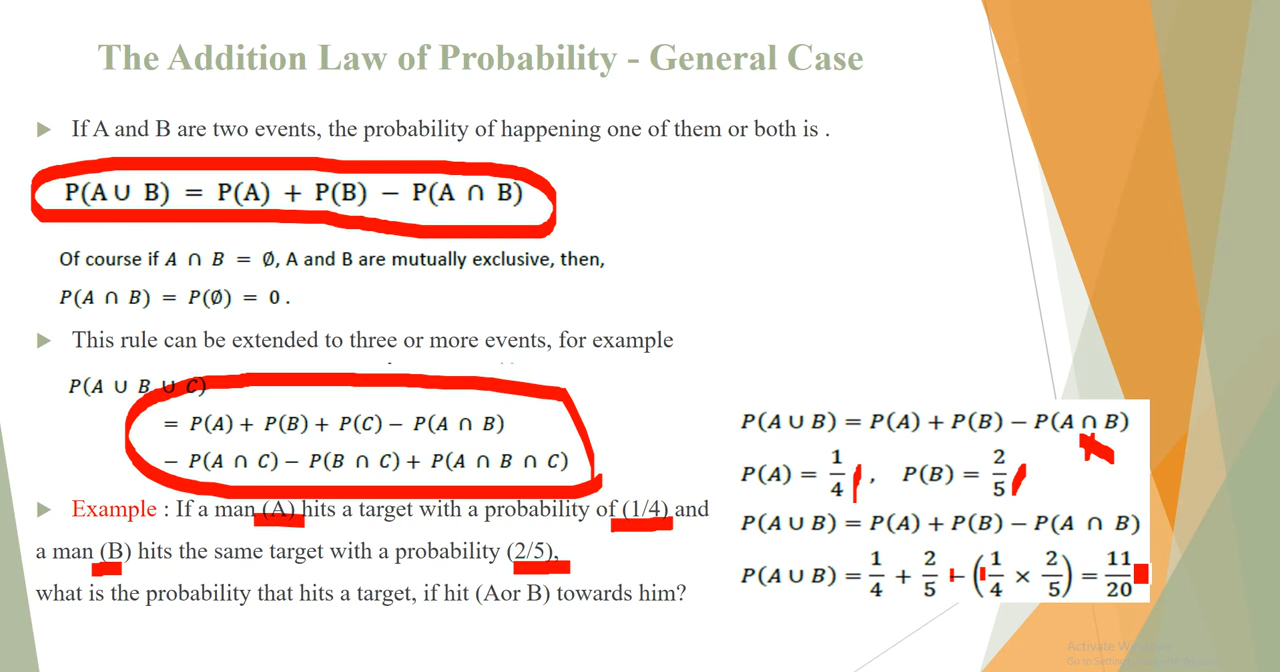 The Addition Law of Probability - General Case
If A and B are two events, the probability of happening one of them or both is .
P(A ∪ B) = P(A) + P(B) − P(A ∩ B)
Of course if A ∩ B = ∅, A and B are mutually exclusive, then,
P(A ∩ B) = P(∅) = 0 .
This rule can be extended to three or more events, for example
P(A ∪ B ∪ C)
= P(A) + P(B) + P(C) − P(A ∩ B)
− P(A ∩ C) − P(B ∩ C) + P(A ∩ B ∩ C)
Example : If a man (A) hits a target with a probability of (1/4) and
a man (B) hits the same target with a probability (2/5),
what is the probability that hits a target, if hit (Aor B) towards him?
P(A ∪ B) = P(A) + P(B) − P(A ∩ B)
P(A) = 1/4 , P(B) = 2/5
P(A ∪ B) = P(A) + P(B) − P(A ∩ B)
P(A ∪ B) = 1/4 + 2/5 − (1/4 × 2/5) = 11/20